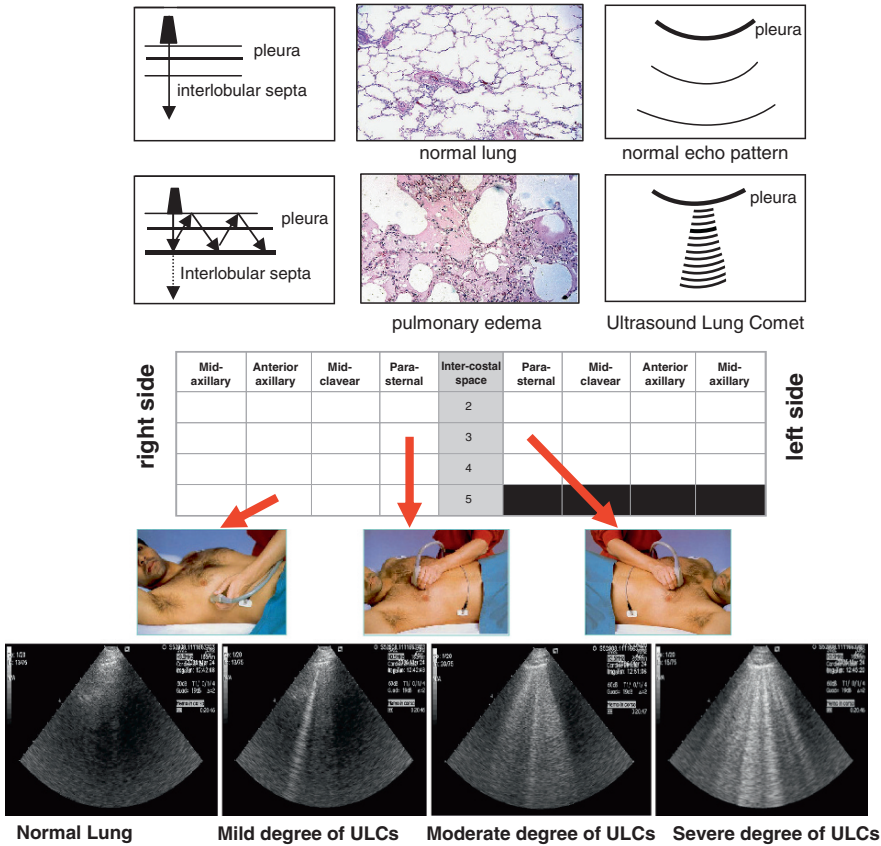 pleura
interlobular septa
normal lung
pleura
normal echo pattern
pleura
Interlobular septa
pulmonary edema
pleura
Ultrasound Lung Comet
right side
Mid-axillary
Anterior axillary
Mid-clavear
Para-sternal
Inter-costal space
Para-sternal
Mid-clavear
Anterior axillary
Mid-axillary
left side
2
3
4
5
Normal Lung
Mild degree of ULCs
Moderate degree of ULCs
Severe degree of ULCs